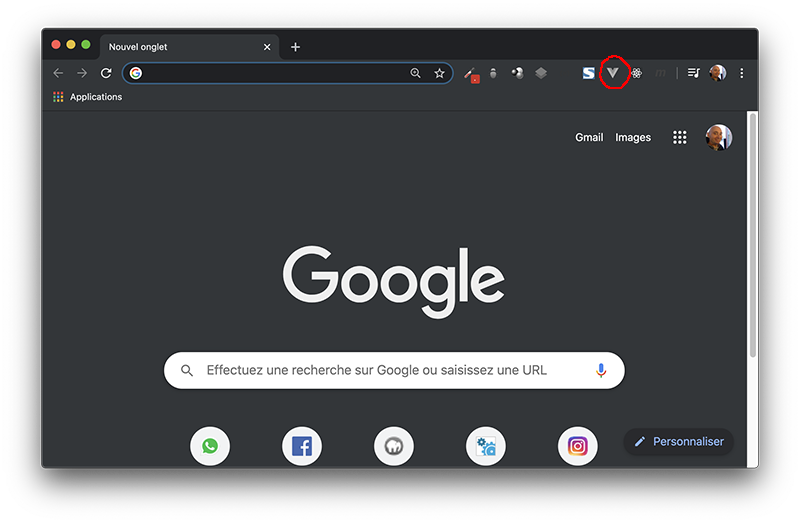 Nouvel onglet
Applications
Gmail Images
Google
Effectuez une recherche sur Google ou saisissez une URL
Personnaliser